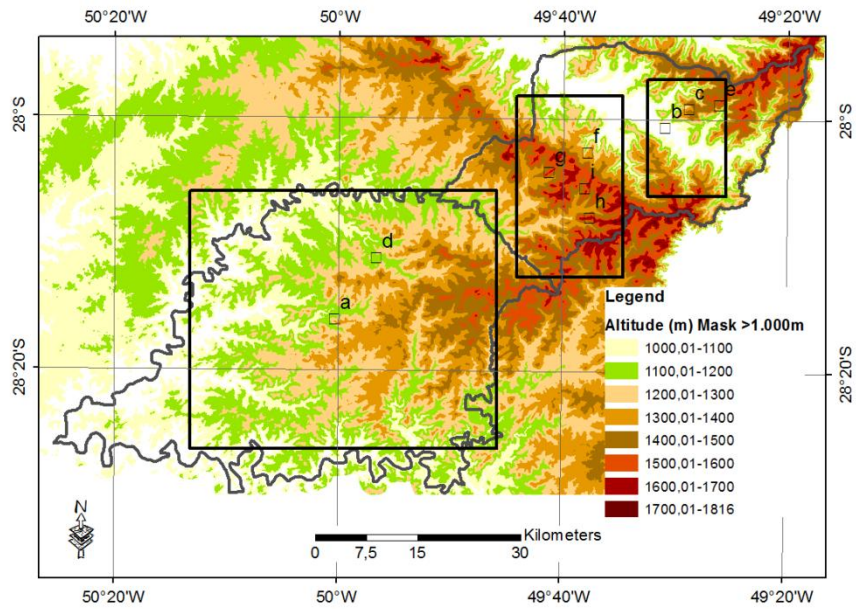 50°20'W 50°W 49°40'W 49°20'W
28°S 28°S
e
c
b
f
g
i
h
d
a
Legend
Altitude (m) Mask >1.000m
1000,01-1100
1100,01-1200
1200,01-1300
1300,01-1400
1400,01-1500
1500,01-1600
1600,01-1700
1700,01-1816
28°20'S 28°20'S
N
Kilometers
0 7,5 15 30
50°20'W 50°W 49°40'W 49°20'W